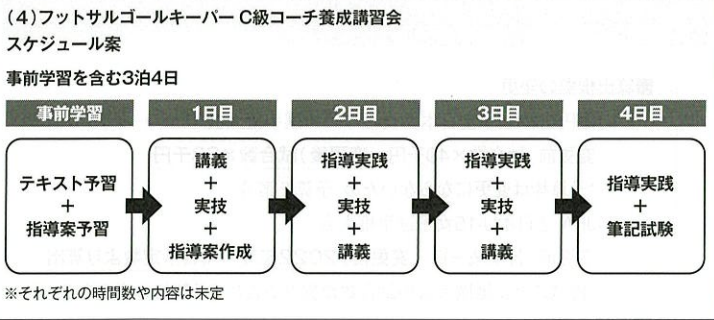 (4)フットサルゴールキーパー C級コーチ養成講習会
スケジュール案
事前学習を含む3泊4日
事前学習
テキスト予習
+
指導案予習
1日目
講義
+
実技
+
指導案作成
2日目
指導実践
+
実技
+
講義
3日目
指導実践
+
実技
+
講義
4日目
指導実践
+
筆記試験
※それぞれの時間数や内容は未定